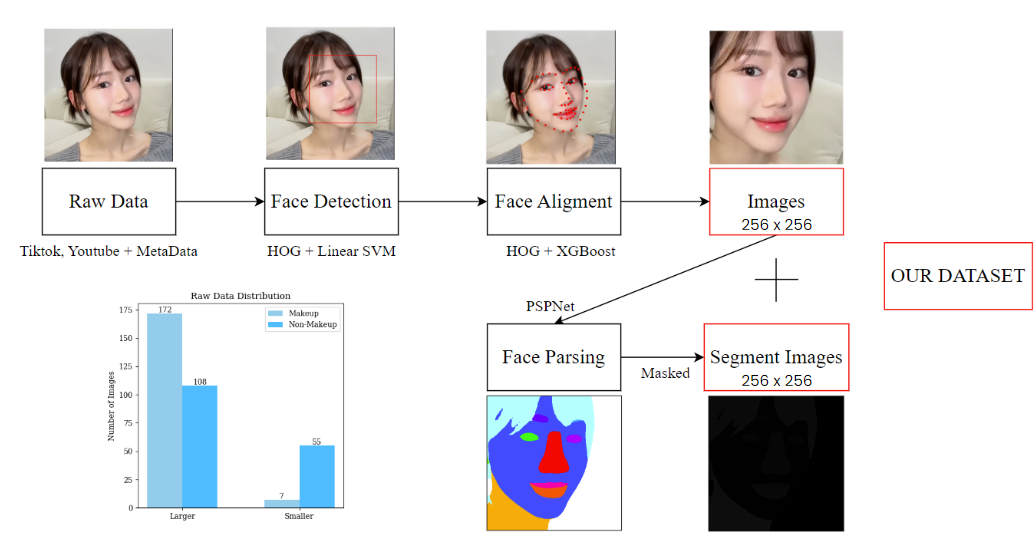 Raw Data
Face Detection
Face Aligment
Images
256 x 256
Tiktok, Youtube + MetaData
HOG + Linear SVM
HOG + XGBoost
OUR DATASET
PSPNet
Face Parsing
Masked
Segment Images
256 x 256
Raw Data Distribution
Makeup
Non-Makeup
Number of Images
175
150
125
100
75
50
25
0
172
108
7
55
Larger
Smaller